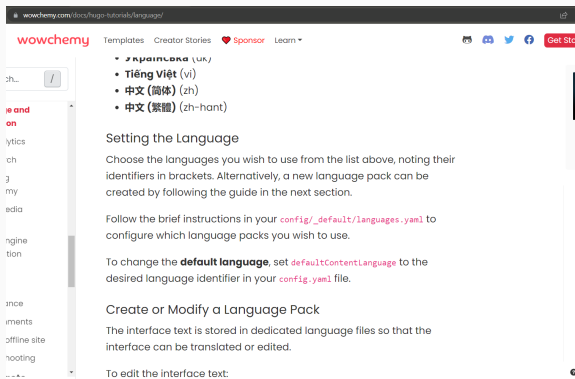 wowchemy.com/docs/hugo-tutorials/language/
wowchemy Templates Creator Stories Sponsor Learn Get Sta
ch... /
Українська (uk)
Tiếng Việt (vi)
中文 (简体) (zh)
中文 (繁體) (zh-hant)
ge and
on
lytics
rch
g
my
edia
ngine
tion
ance
oments
offline site
hooting
Setting the Language
Choose the languages you wish to use from the list above, noting their
identifiers in brackets. Alternatively, a new language pack can be
created by following the guide in the next section.
Follow the brief instructions in your config/_default/languages.yaml to
configure which language packs you wish to use.
To change the default language, set defaultContentLanguage to the
desired language identifier in your config.yaml file.
Create or Modify a Language Pack
The interface text is stored in dedicated language files so that the
interface can be translated or edited.
To edit the interface text: